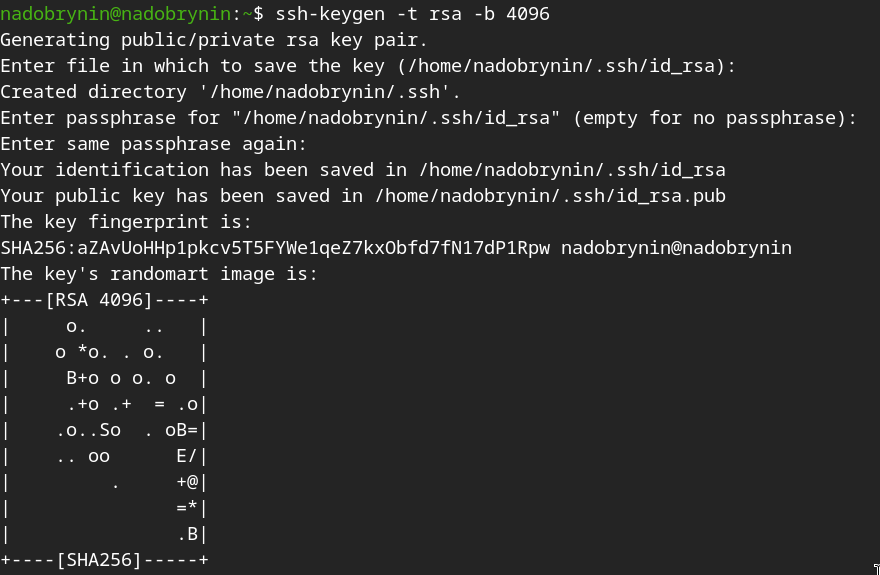 nadobrynin@nadobrynin:~$ ssh-keygen -t rsa -b 4096
Generating public/private rsa key pair.
Enter file in which to save the key (/home/nadobrynin/.ssh/id_rsa):
Created directory '/home/nadobrynin/.ssh'.
Enter passphrase for "/home/nadobrynin/.ssh/id_rsa" (empty for no passphrase):
Enter same passphrase again:
Your identification has been saved in /home/nadobrynin/.ssh/id_rsa
Your public key has been saved in /home/nadobrynin/.ssh/id_rsa.pub
The key fingerprint is:
SHA256:aZAvUoHHp1pkcv5T5FYWe1qeZ7kxObfd7fN17dP1Rpw nadobrynin@nadobrynin
The key's randomart image is:
+---[RSA 4096]----+
|     o.     ..   |
|    o *o. . o.   |
|     B+o o o. o  |
|     .+o .+  = .o|
|    .o..So  . oB=|
|    .. oo      E/|
|         .     +@|
|               =*|
|               .B|
+----[SHA256]-----+